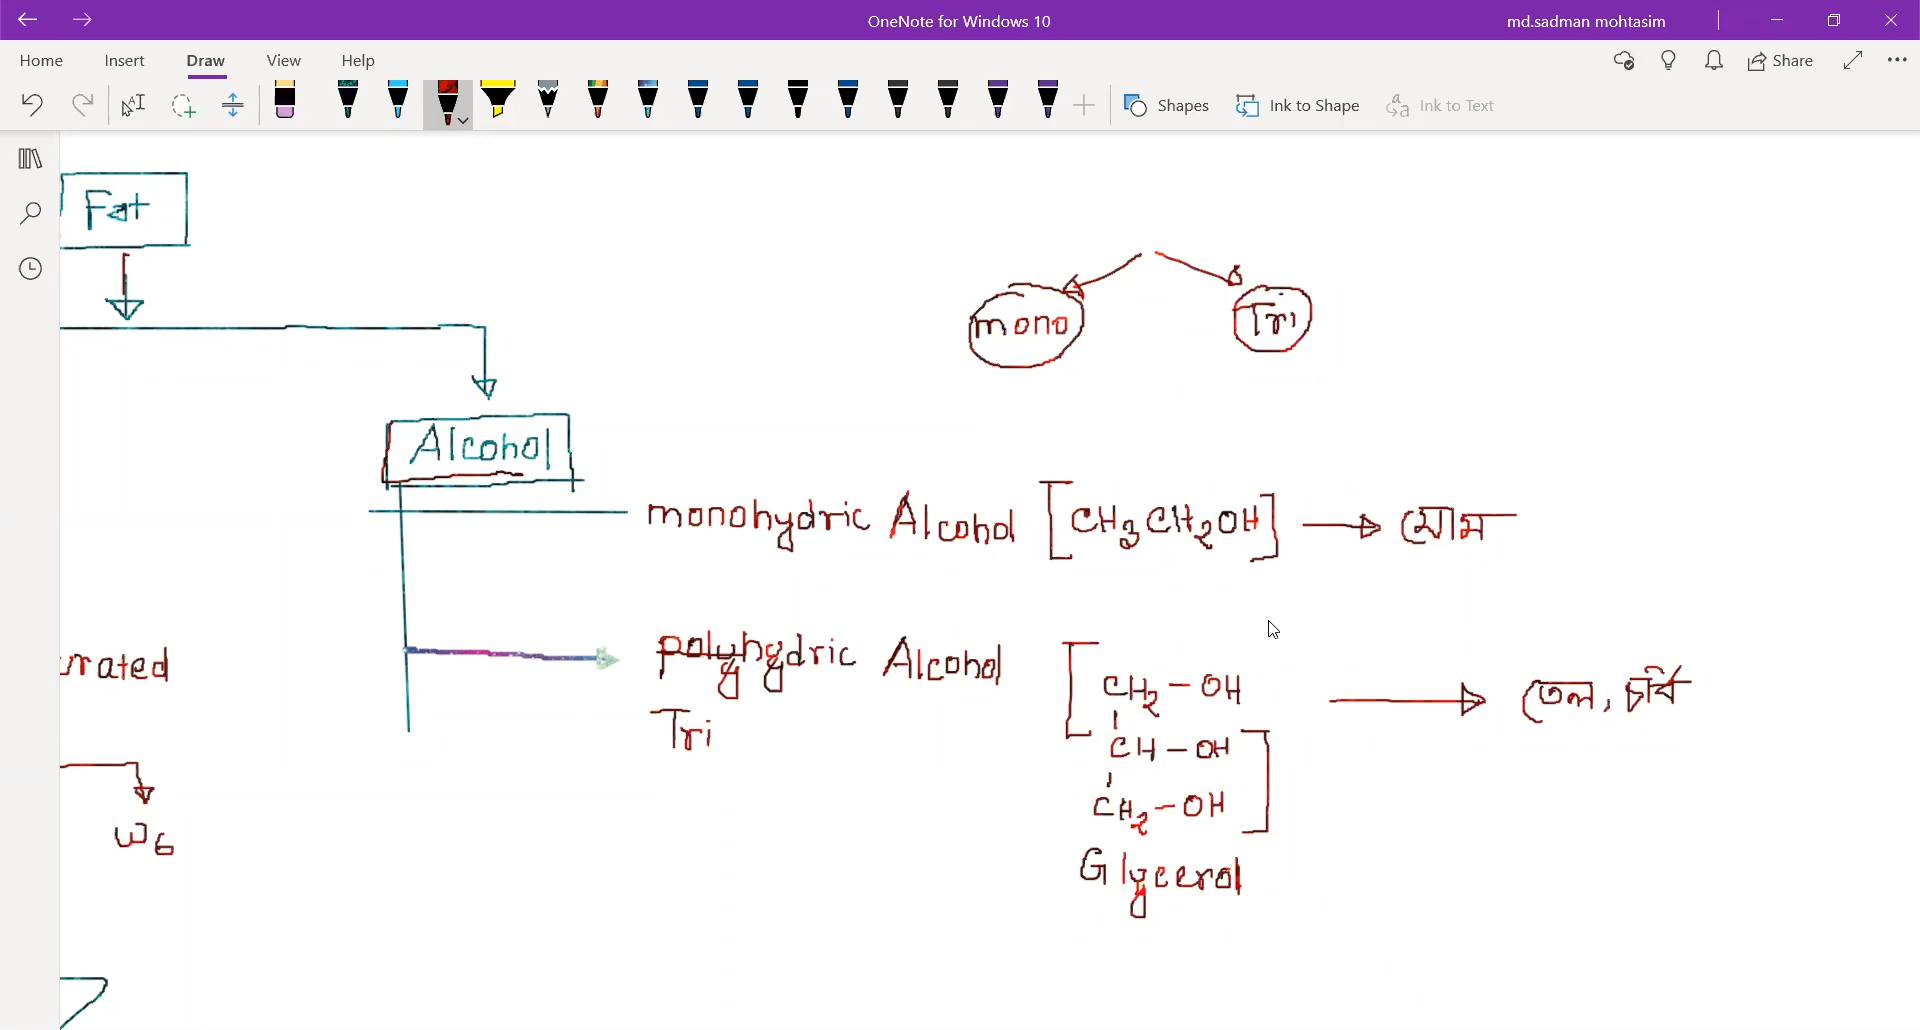 OneNote for Windows 10
md.sadman mohtasim
Home Insert Draw View Help
Share
Shapes Ink to Shape Ink to Text
Fat
mono Tri
Alcohol
monohydric Alcohol [CH3CH2OH] → মোম
polyhydric Alcohol
Tri
[CH2 - OH
CH - OH
CH2 - OH]
→ তেল, চর্বি
Glycerol
urated
ω6